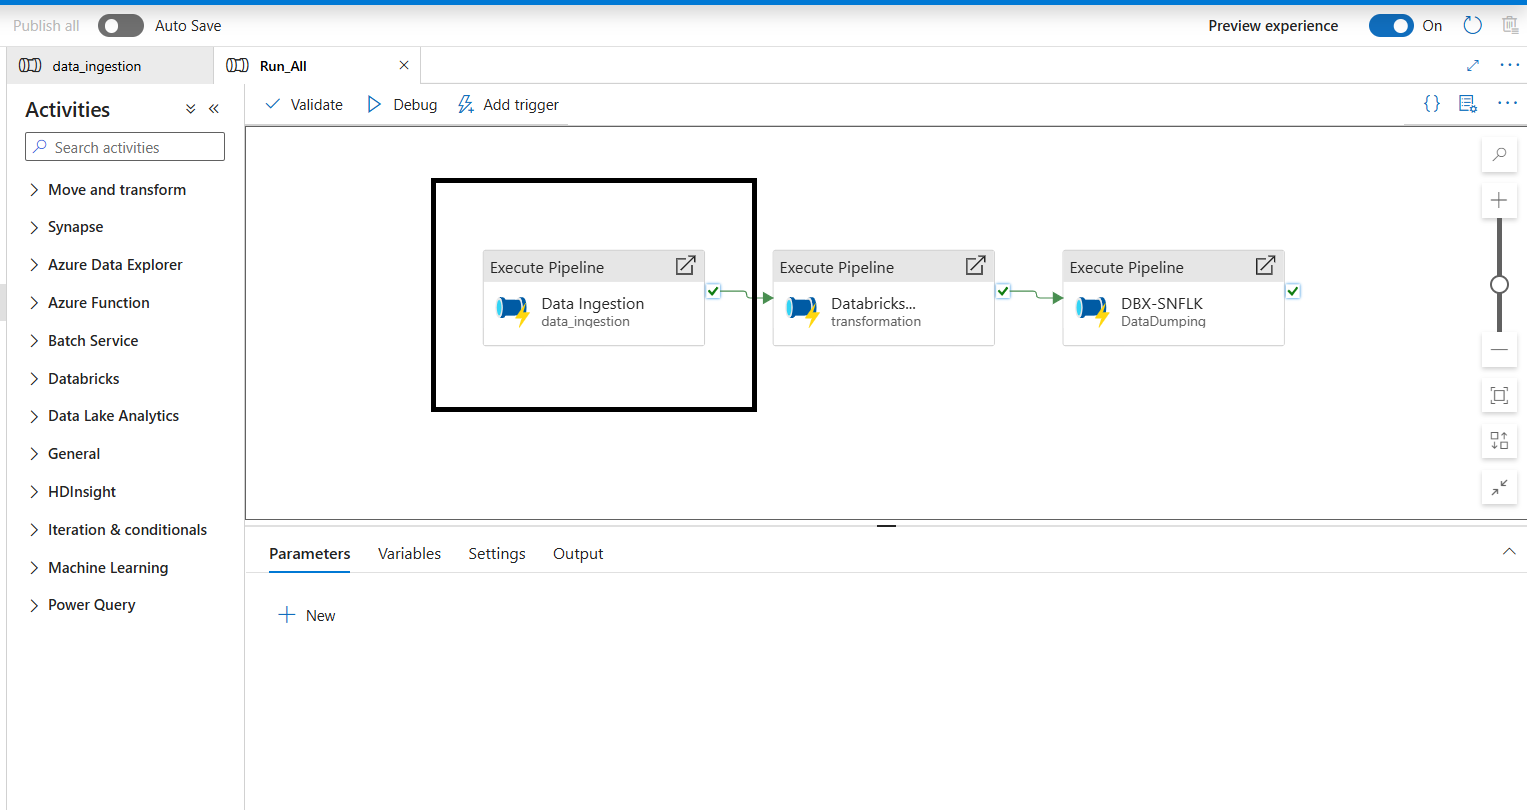 Publish all
Auto Save
Preview experience
On
data_ingestion
Run_All
Activities
Validate
Debug
Add trigger
Search activities
Move and transform
Synapse
Azure Data Explorer
Azure Function
Batch Service
Databricks
Data Lake Analytics
General
HDInsight
Iteration & conditionals
Machine Learning
Power Query
Execute Pipeline
Data Ingestion
data_ingestion
Execute Pipeline
Databricks...
transformation
Execute Pipeline
DBX-SNFLK
DataDumping
Parameters Variables Settings Output
New